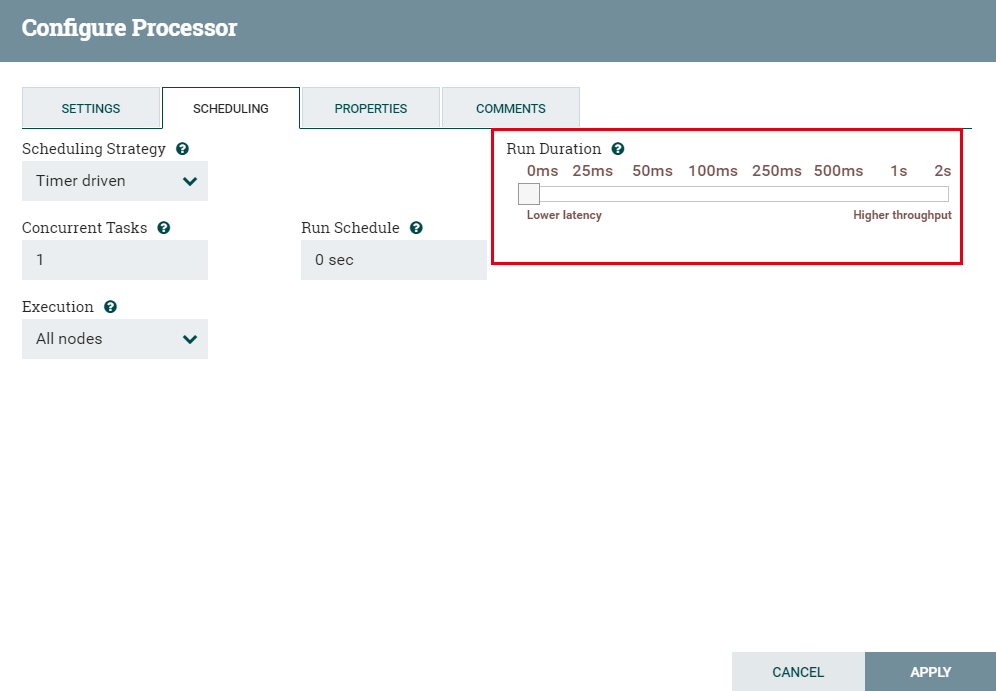 Configure Processor
SETTINGS SCHEDULING PROPERTIES COMMENTS
Scheduling Strategy ?
Timer driven
Concurrent Tasks ?
1
Run Schedule ?
0 sec
Execution ?
All nodes
Run Duration ?
0ms 25ms 50ms 100ms 250ms 500ms 1s 2s
Lower latency Higher throughput
CANCEL APPLY